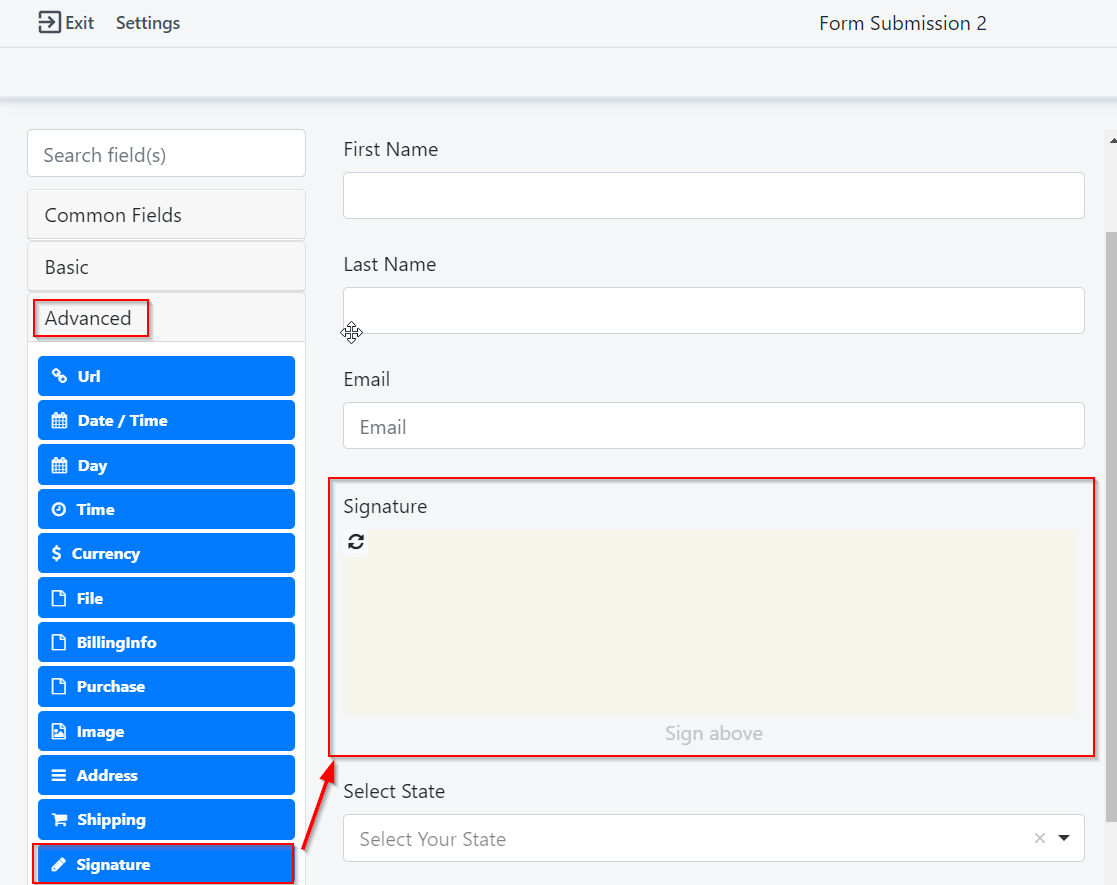 Exit Settings Form Submission 2
Search field(s)
Common Fields
Basic
Advanced
Url
Date / Time
Day
Time
$ Currency
File
BillingInfo
Purchase
Image
Address
Shipping
Signature
First Name
Last Name
Email
Email
Signature
Sign above
Select State
Select Your State ×